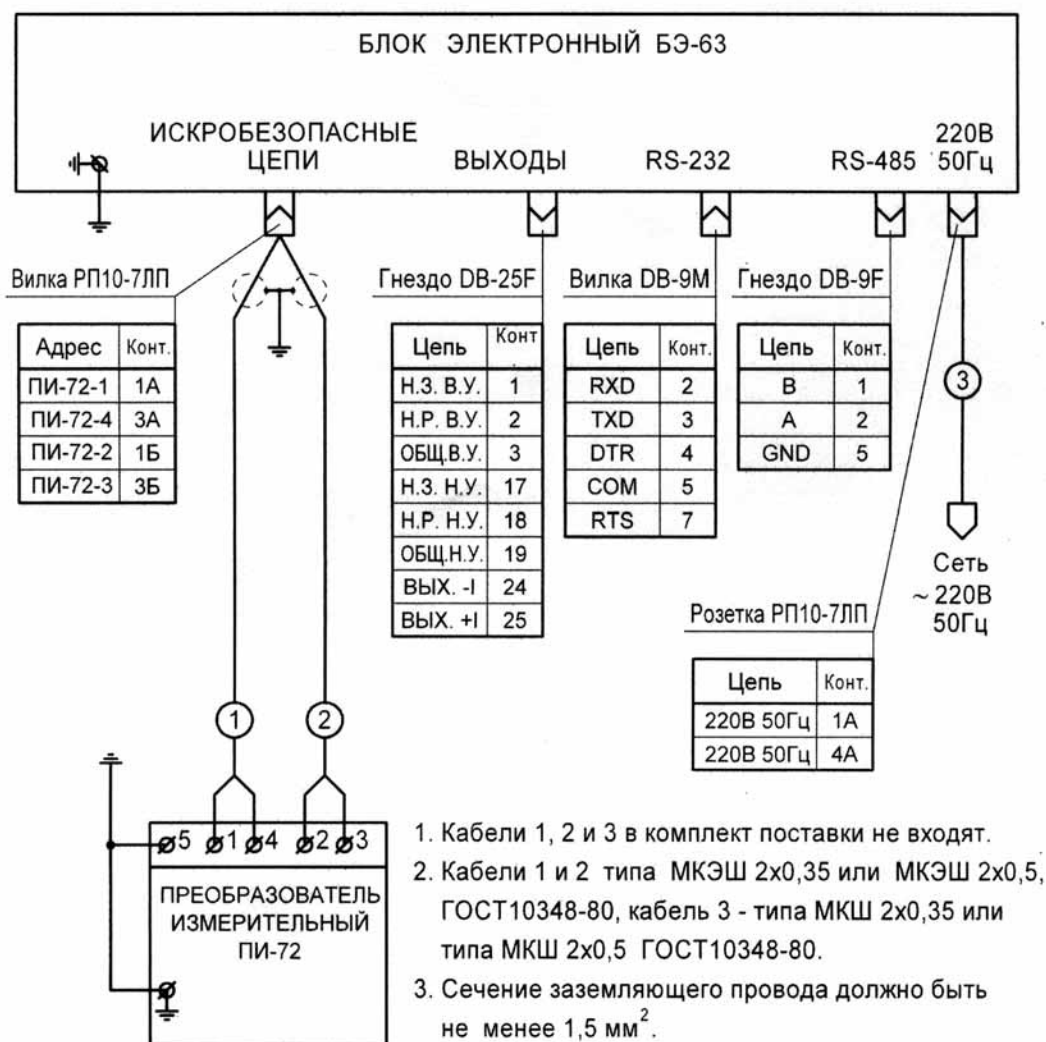 БЛОК ЭЛЕКТРОННЫЙ БЭ-63
ИСКРОБЕЗОПАСНЫЕ
ЦЕПИ
ВЫХОДЫ
RS-232
RS-485
220В
50Гц
Вилка РП10-7ЛП
Адрес Конт.
ПИ-72-1 1А
ПИ-72-4 3А
ПИ-72-2 1Б
ПИ-72-3 3Б
Гнездо DB-25F
Цепь Конт
Н.З. В.У. 1
Н.Р. В.У. 2
ОБЩ.В.У. 3
Н.З. Н.У. 17
Н.Р. Н.У. 18
ОБЩ.Н.У. 19
ВЫХ. -I 24
ВЫХ. +I 25
Вилка DB-9M
Цепь Конт.
RXD 2
TXD 3
DTR 4
COM 5
RTS 7
Гнездо DB-9F
Цепь Конт.
B 1
A 2
GND 5
3
Сеть
~ 220В
50Гц
Розетка РП10-7ЛП
Цепь Конт.
220В 50Гц 1А
220В 50Гц 4А
1 2
5 1 4 2 3
ПРЕОБРАЗОВАТЕЛЬ
ИЗМЕРИТЕЛЬНЫЙ
ПИ-72
1. Кабели 1, 2 и 3 в комплект поставки не входят.
2. Кабели 1 и 2 типа МКЭШ 2х0,35 или МКЭШ 2х0,5,
ГОСТ10348-80, кабель 3 - типа МКШ 2х0,35 или
типа МКШ 2х0,5 ГОСТ10348-80.
3. Сечение заземляющего провода должно быть
не менее 1,5 мм².